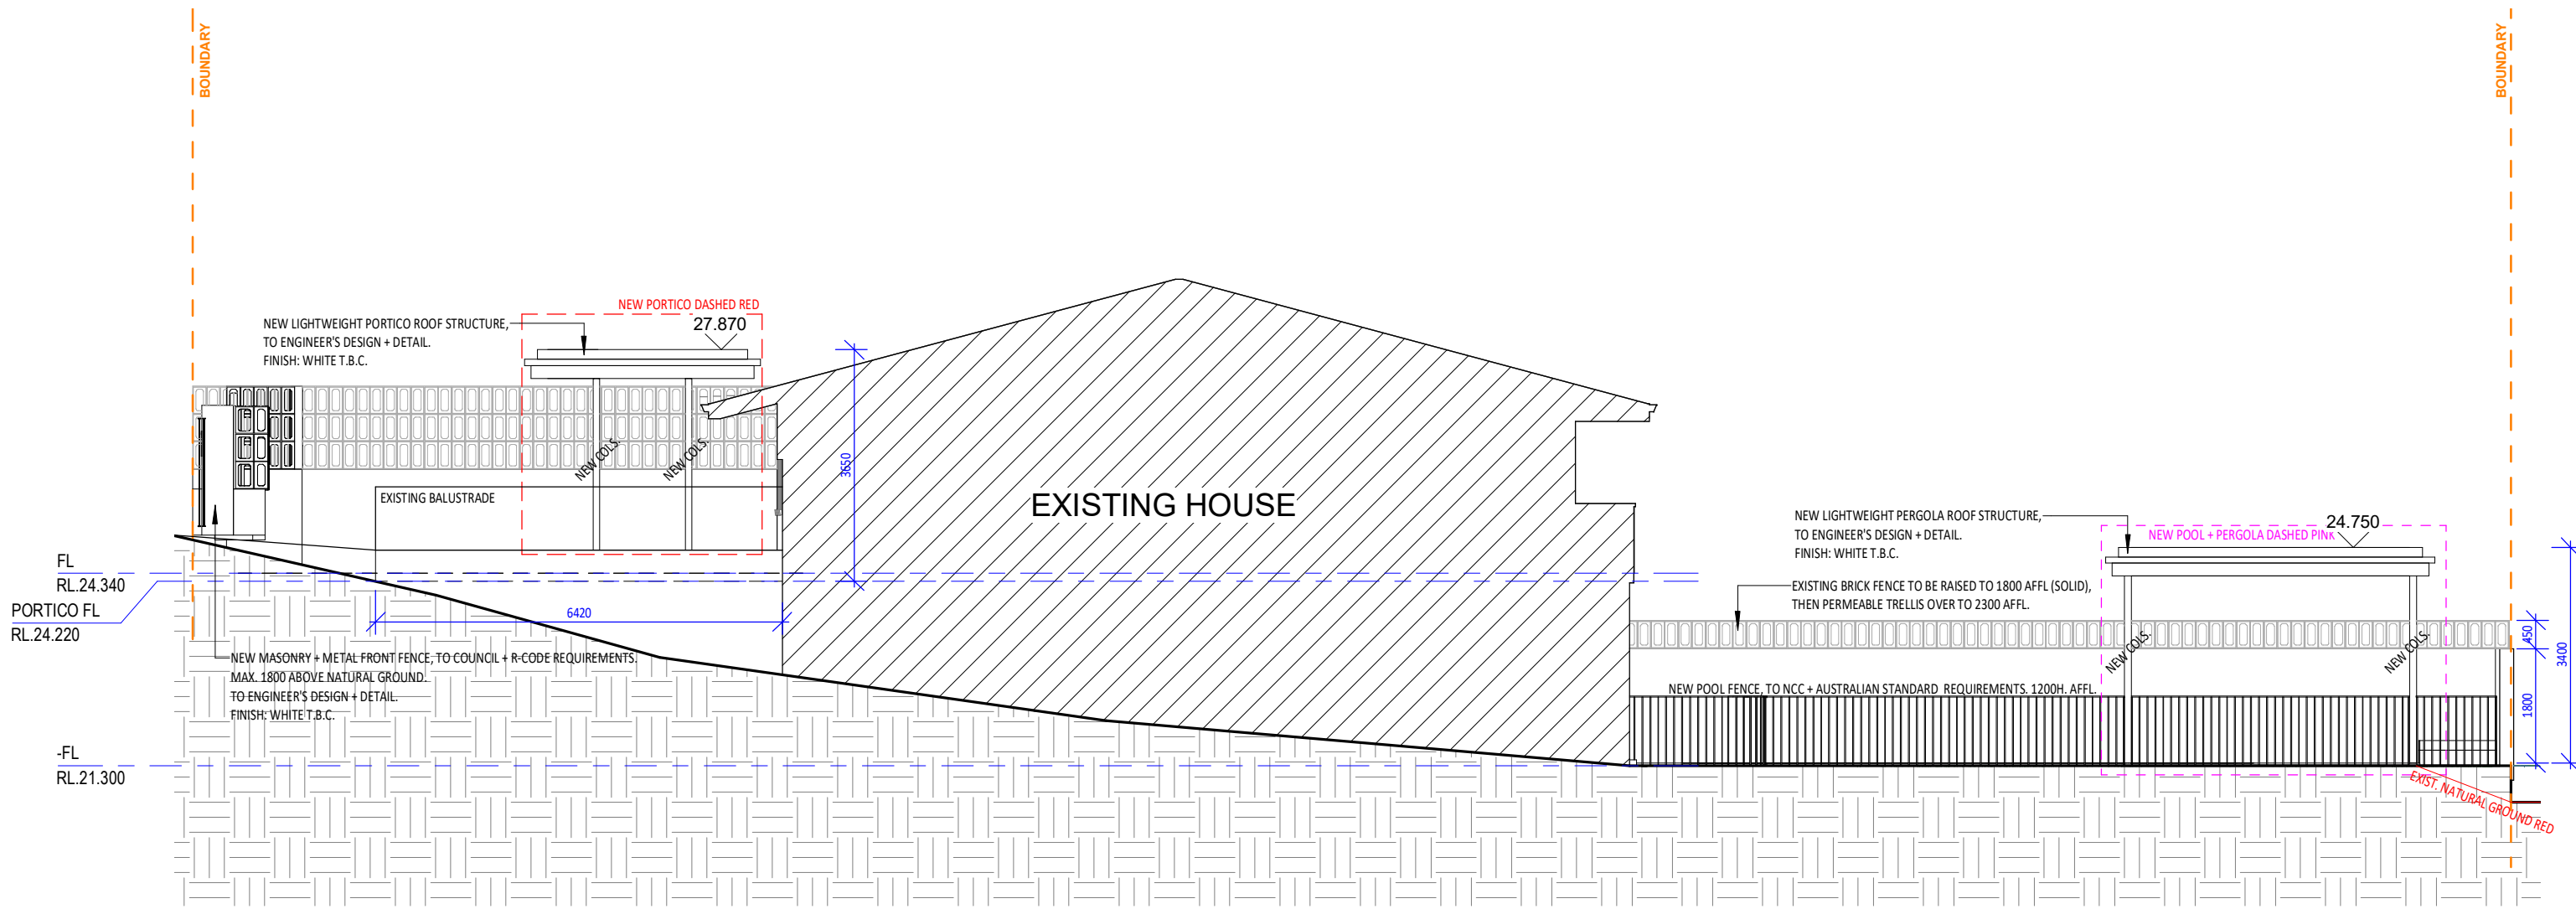 BOUNDARY
BOUNDARY
NEW PORTICO DASHED RED
27.870
NEW LIGHTWEIGHT PORTICO ROOF STRUCTURE,
TO ENGINEER'S DESIGN + DETAIL.
FINISH: WHITE T.B.C.
NEW COLS.
NEW COLS.
3650
EXISTING BALUSTRADE
EXISTING HOUSE
FL
RL.24.340
PORTICO FL
RL.24.220
6420
NEW MASONRY + METAL FRONT FENCE, TO COUNCIL + R-CODE REQUIREMENTS.
MAX. 1800 ABOVE NATURAL GROUND.
TO ENGINEER'S DESIGN + DETAIL.
FINISH: WHITE T.B.C.
-FL
RL.21.300
NEW LIGHTWEIGHT PERGOLA ROOF STRUCTURE,
TO ENGINEER'S DESIGN + DETAIL.
FINISH: WHITE T.B.C.
24.750
NEW POOL + PERGOLA DASHED PINK
EXISTING BRICK FENCE TO BE RAISED TO 1800 AFFL (SOLID),
THEN PERMEABLE TRELLIS OVER TO 2300 AFFL.
NEW COLS.
NEW COLS.
450
3400
1800
NEW POOL FENCE, TO NCC + AUSTRALIAN STANDARD REQUIREMENTS. 1200H. AFFL.
EXIST. NATURAL GROUND RED